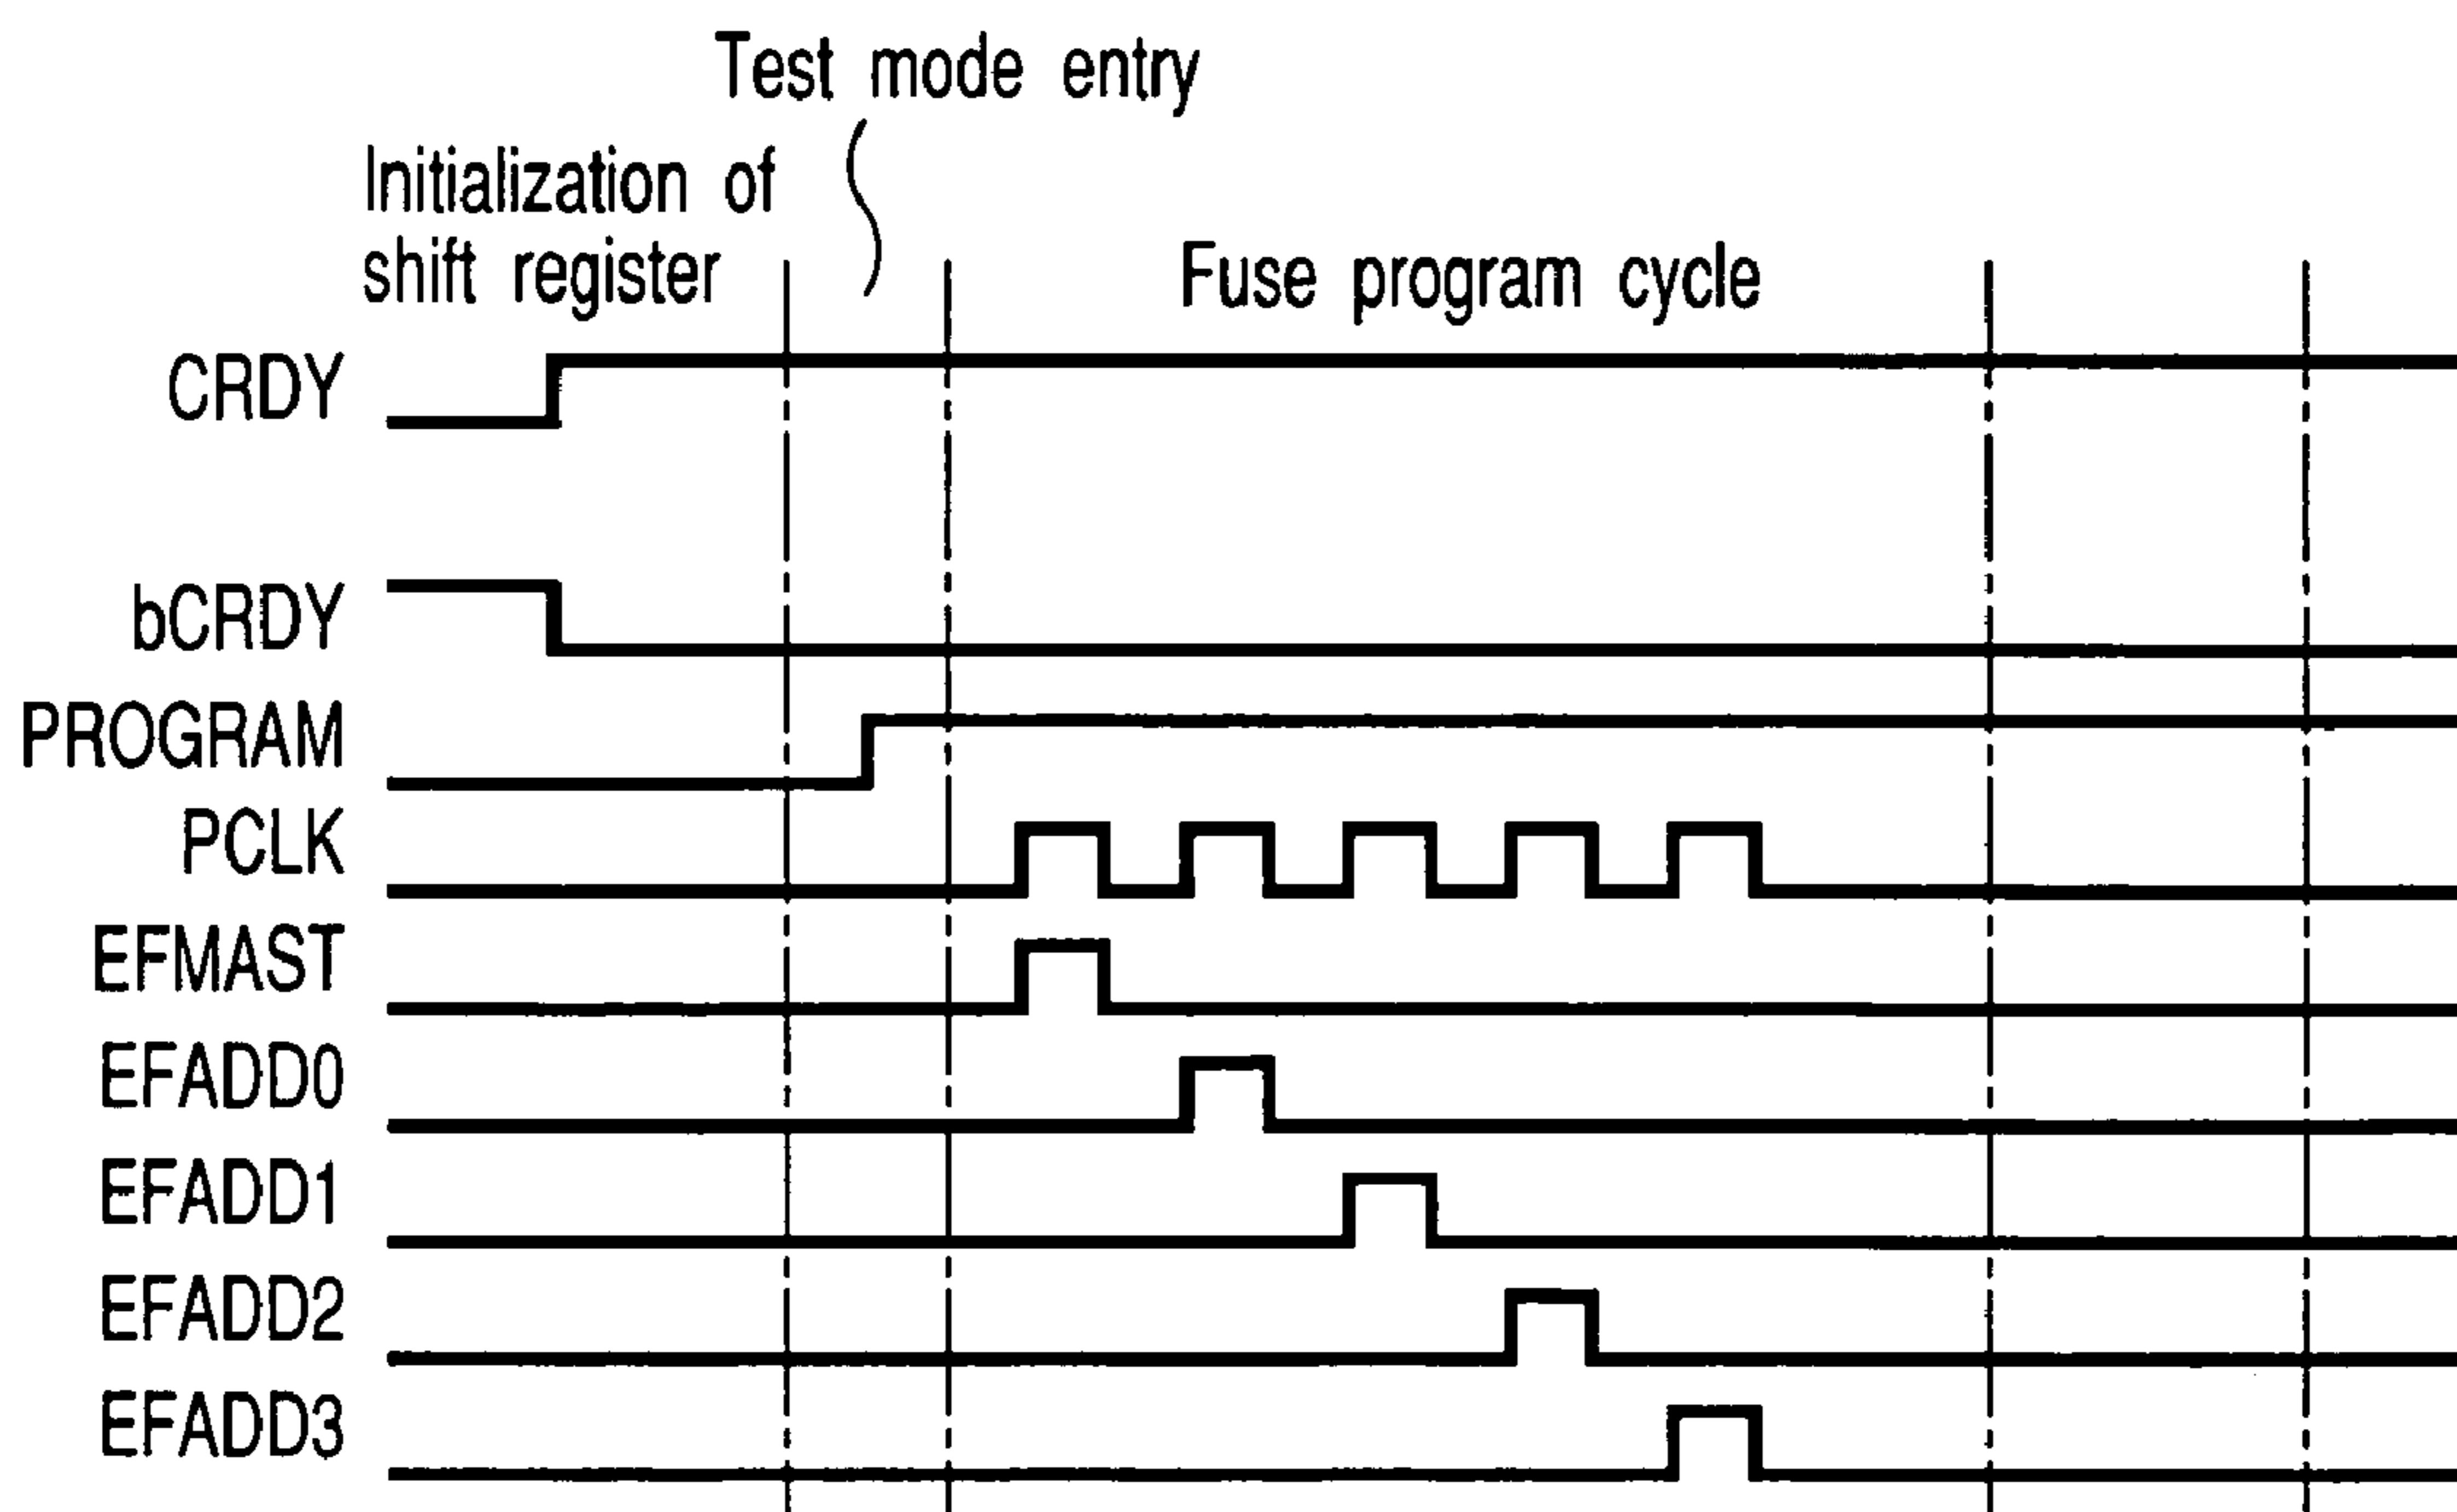 Test mode entry
Initialization of
shift register
Fuse program cycle
CRDY
bCRDY
PROGRAM
PCLK
EFMAST
EFADD0
EFADD1
EFADD2
EFADD3